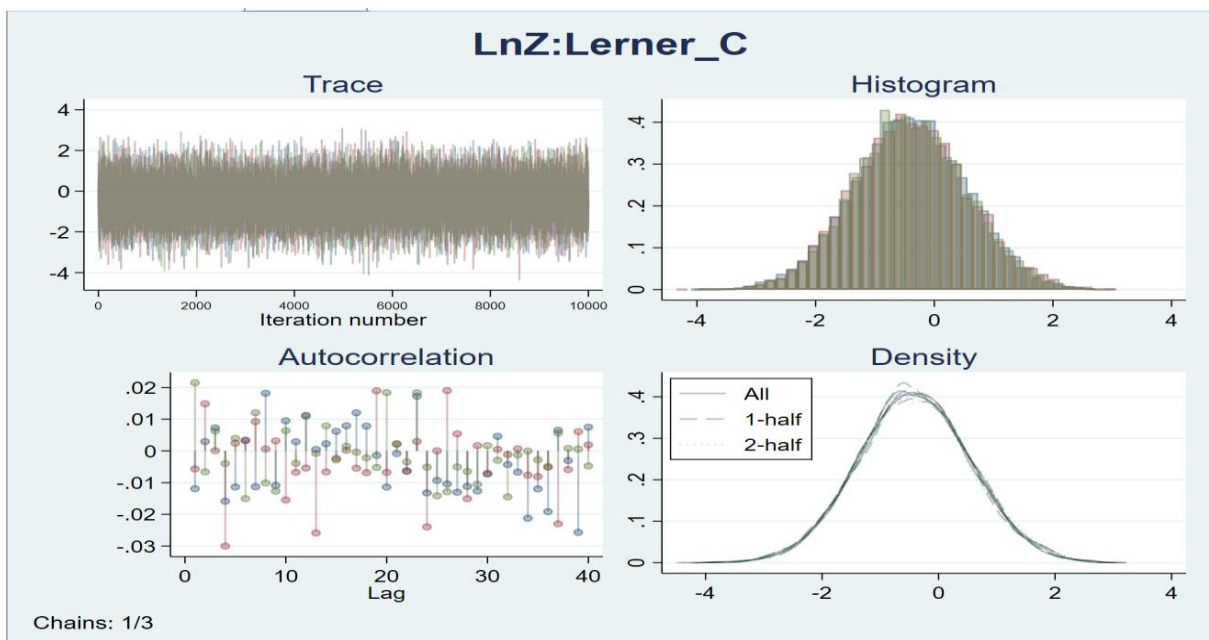 LnZ:Lerner_C
Trace
4
2
0
-2
-4
0 2000 4000 6000 8000 10000
Iteration number
Histogram
.4
.3
.2
.1
0
-4 -2 0 2 4
Autocorrelation
.02
.01
0
-.01
-.02
-.03
0 10 20 30 40
Lag
Density
All
1-half
2-half
.4
.3
.2
.1
0
-4 -2 0 2 4
Chains: 1/3